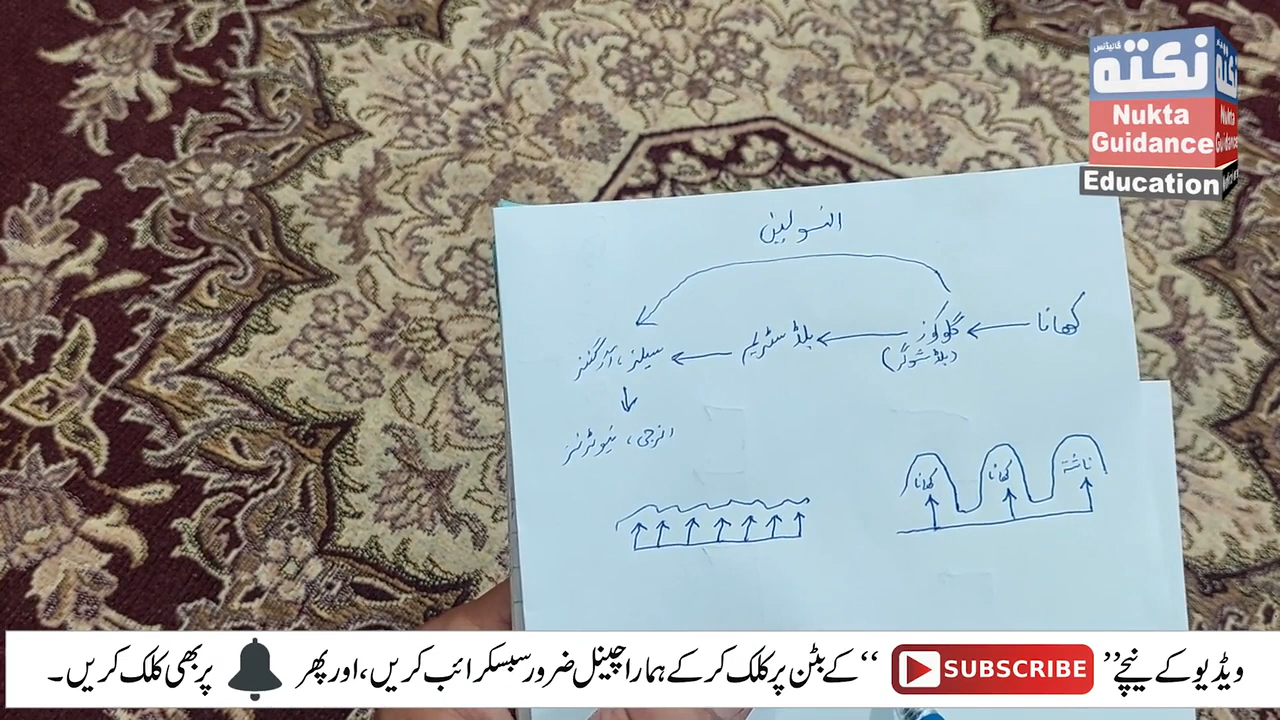 گائیڈنس
نکتہ
Nukta
Guidance
Education
انسولین
کھانا ← گلوکوز ← بلڈ سٹریم ← سیلز، آرگنز
(بلڈ شوگر)
↓
انرجی، نیوٹرنز
ناشتہ کھانا کھانا
ویڈیو کے نیچے ” SUBSCRIBE “ کے بٹن پر کلک کر کے ہمارا چینل ضرور سبسکرائب کریں، اور پھر پر بھی کلک کریں۔